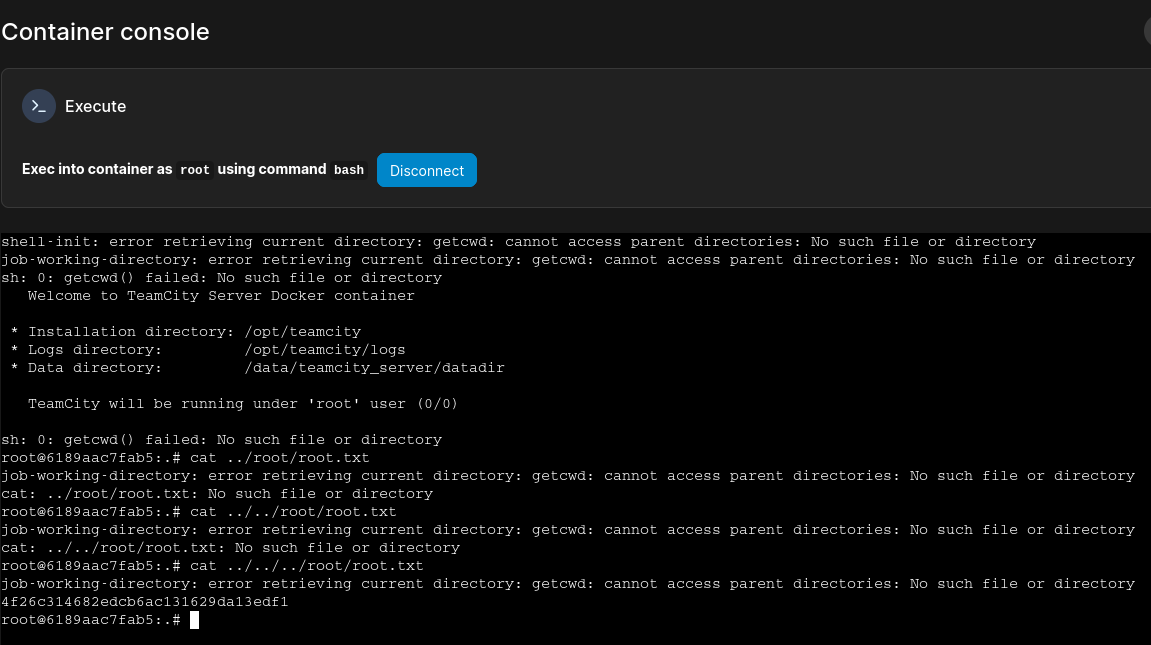 Container console
>_ Execute
Exec into container as root using command bash Disconnect
shell-init: error retrieving current directory: getcwd: cannot access parent directories: No such file or directory
job-working-directory: error retrieving current directory: getcwd: cannot access parent directories: No such file or directory
sh: 0: getcwd() failed: No such file or directory
   Welcome to TeamCity Server Docker container
 * Installation directory: /opt/teamcity
 * Logs directory:         /opt/teamcity/logs
 * Data directory:         /data/teamcity_server/datadir
   TeamCity will be running under 'root' user (0/0)
sh: 0: getcwd() failed: No such file or directory
root@6189aac7fab5:.# cat ../root/root.txt
job-working-directory: error retrieving current directory: getcwd: cannot access parent directories: No such file or directory
cat: ../root/root.txt: No such file or directory
root@6189aac7fab5:.# cat ../../root/root.txt
job-working-directory: error retrieving current directory: getcwd: cannot access parent directories: No such file or directory
cat: ../../root/root.txt: No such file or directory
root@6189aac7fab5:.# cat ../../../root/root.txt
job-working-directory: error retrieving current directory: getcwd: cannot access parent directories: No such file or directory
4f26c314682edcb6ac131629da13edf1
root@6189aac7fab5:.#